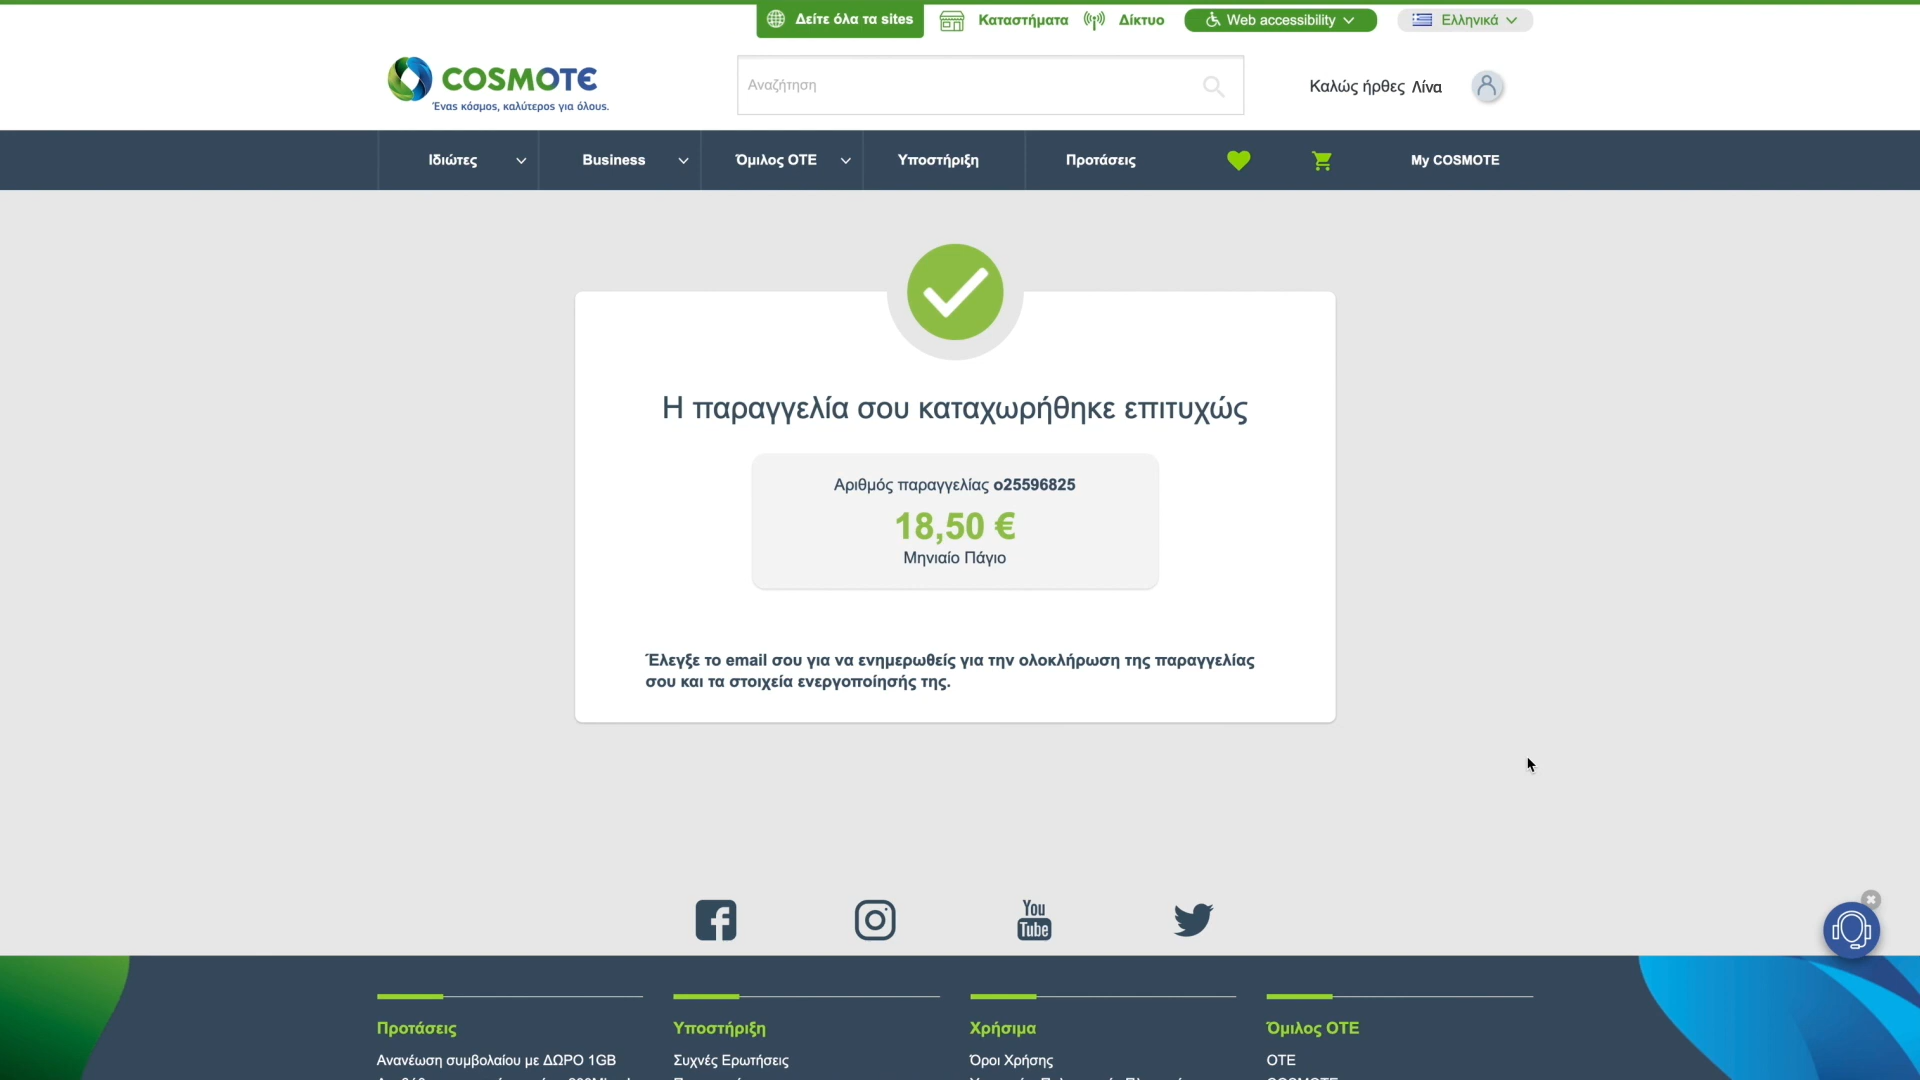 Δείτε όλα τα sites
Καταστήματα
Δίκτυο
Web accessibility
Ελληνικά
COSMOTE
Ένας κόσμος, καλύτερος για όλους.
Αναζήτηση
Καλώς ήρθες Λίνα
Ιδιώτες
Business
Όμιλος ΟΤΕ
Υποστήριξη
Προτάσεις
My COSMOTE
Η παραγγελία σου καταχωρήθηκε επιτυχώς
Αριθμός παραγγελίας o25596825
18,50 €
Μηνιαίο Πάγιο
Έλεγξε το email σου για να ενημερωθείς για την ολοκλήρωση της παραγγελίας
σου και τα στοιχεία ενεργοποίησής της.
You
Tube
Προτάσεις
Υποστήριξη
Χρήσιμα
Όμιλος ΟΤΕ
Ανανέωση συμβολαίου με ΔΩΡΟ 1GB
Συχνές Ερωτήσεις
Όροι Χρήσης
ΟΤΕ